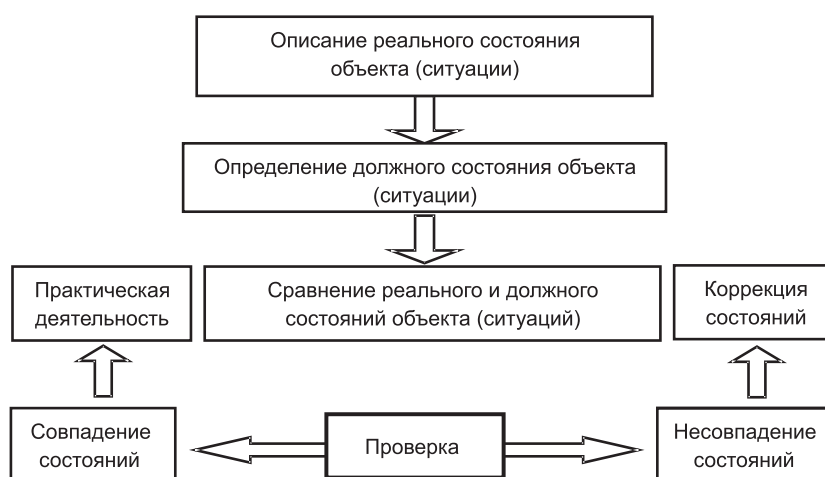 Описание реального состояния
объекта (ситуации)
Определение должного состояния объекта
(ситуации)
Практическая
деятельность
Сравнение реального и должного
состояний объекта (ситуаций)
Коррекция
состояний
Совпадение
состояний
Проверка
Несовпадение
состояний